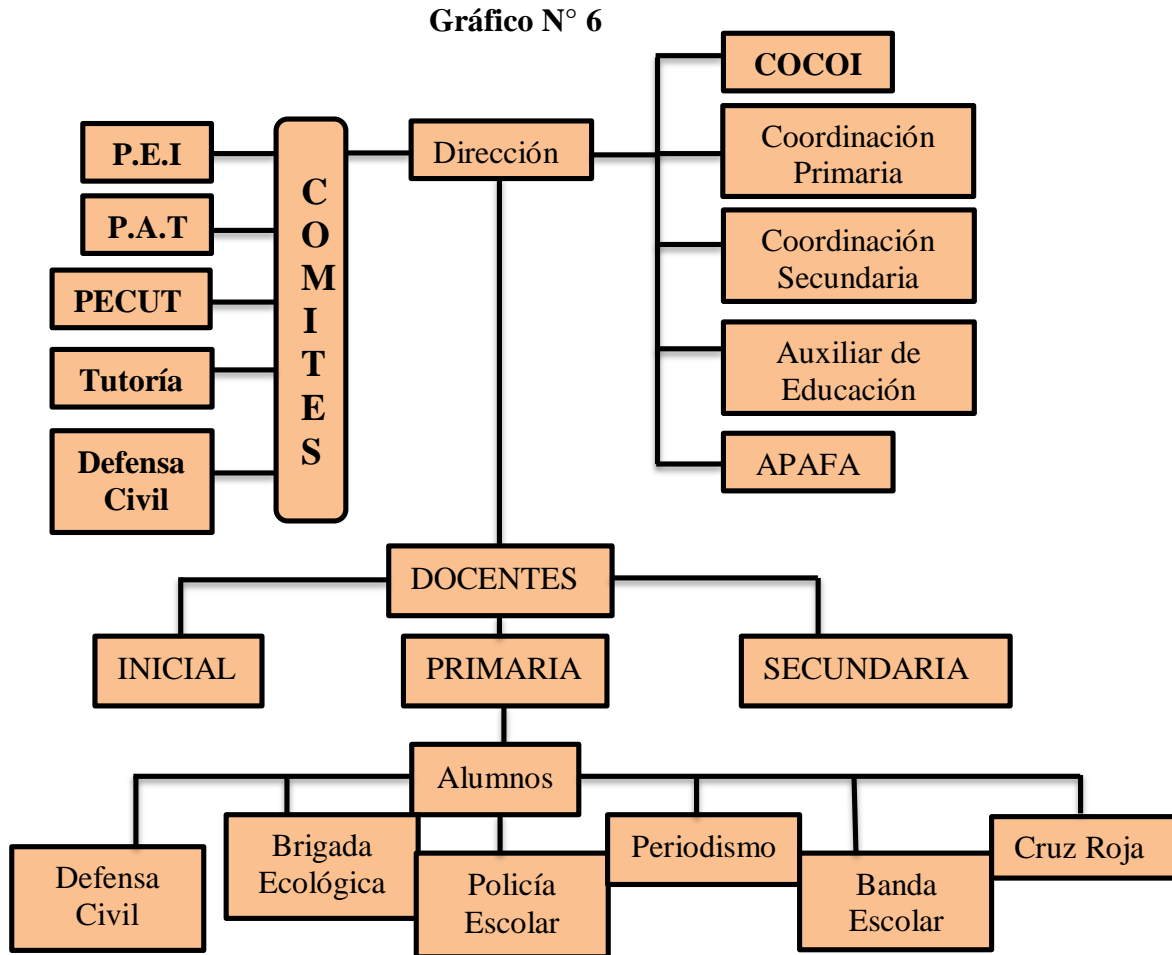 Gráfico N° 6
COCOI
P.E.I
C
O
M
I
T
E
S
Dirección
Coordinación
Primaria
P.A.T
Coordinación
Secundaria
PECUT
Tutoría
Auxiliar de
Educación
Defensa
Civil
APAFA
DOCENTES
INICIAL
PRIMARIA
SECUNDARIA
Alumnos
Defensa
Civil
Brigada
Ecológica
Policía
Escolar
Periodismo
Banda
Escolar
Cruz Roja